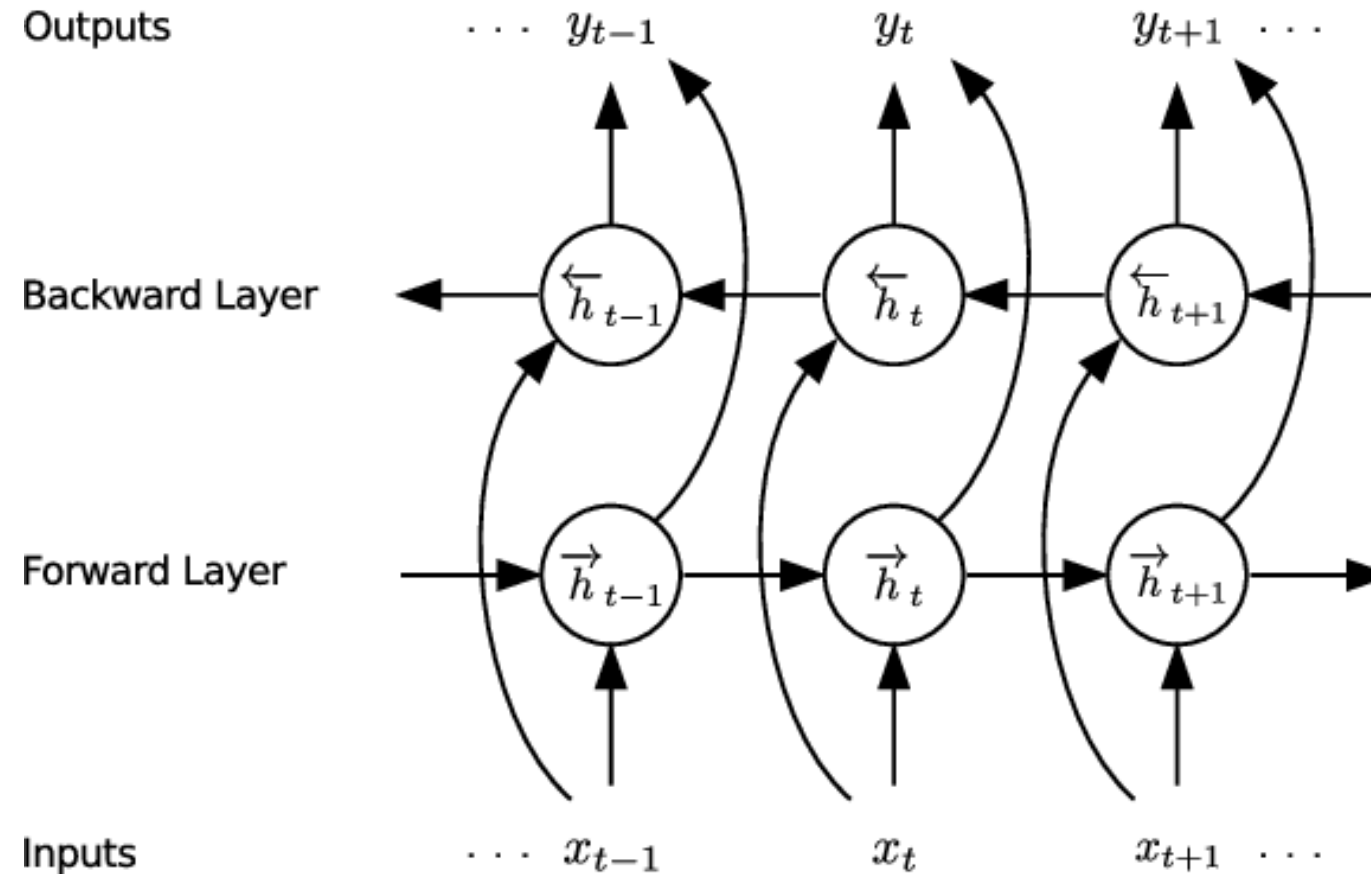 Outputs · · · y_{t−1} y_t y_{t+1} · · ·
Backward Layer ←h_{t−1} ←h_t ←h_{t+1}
Forward Layer →h_{t−1} →h_t →h_{t+1}
Inputs · · · x_{t−1} x_t x_{t+1} · · ·